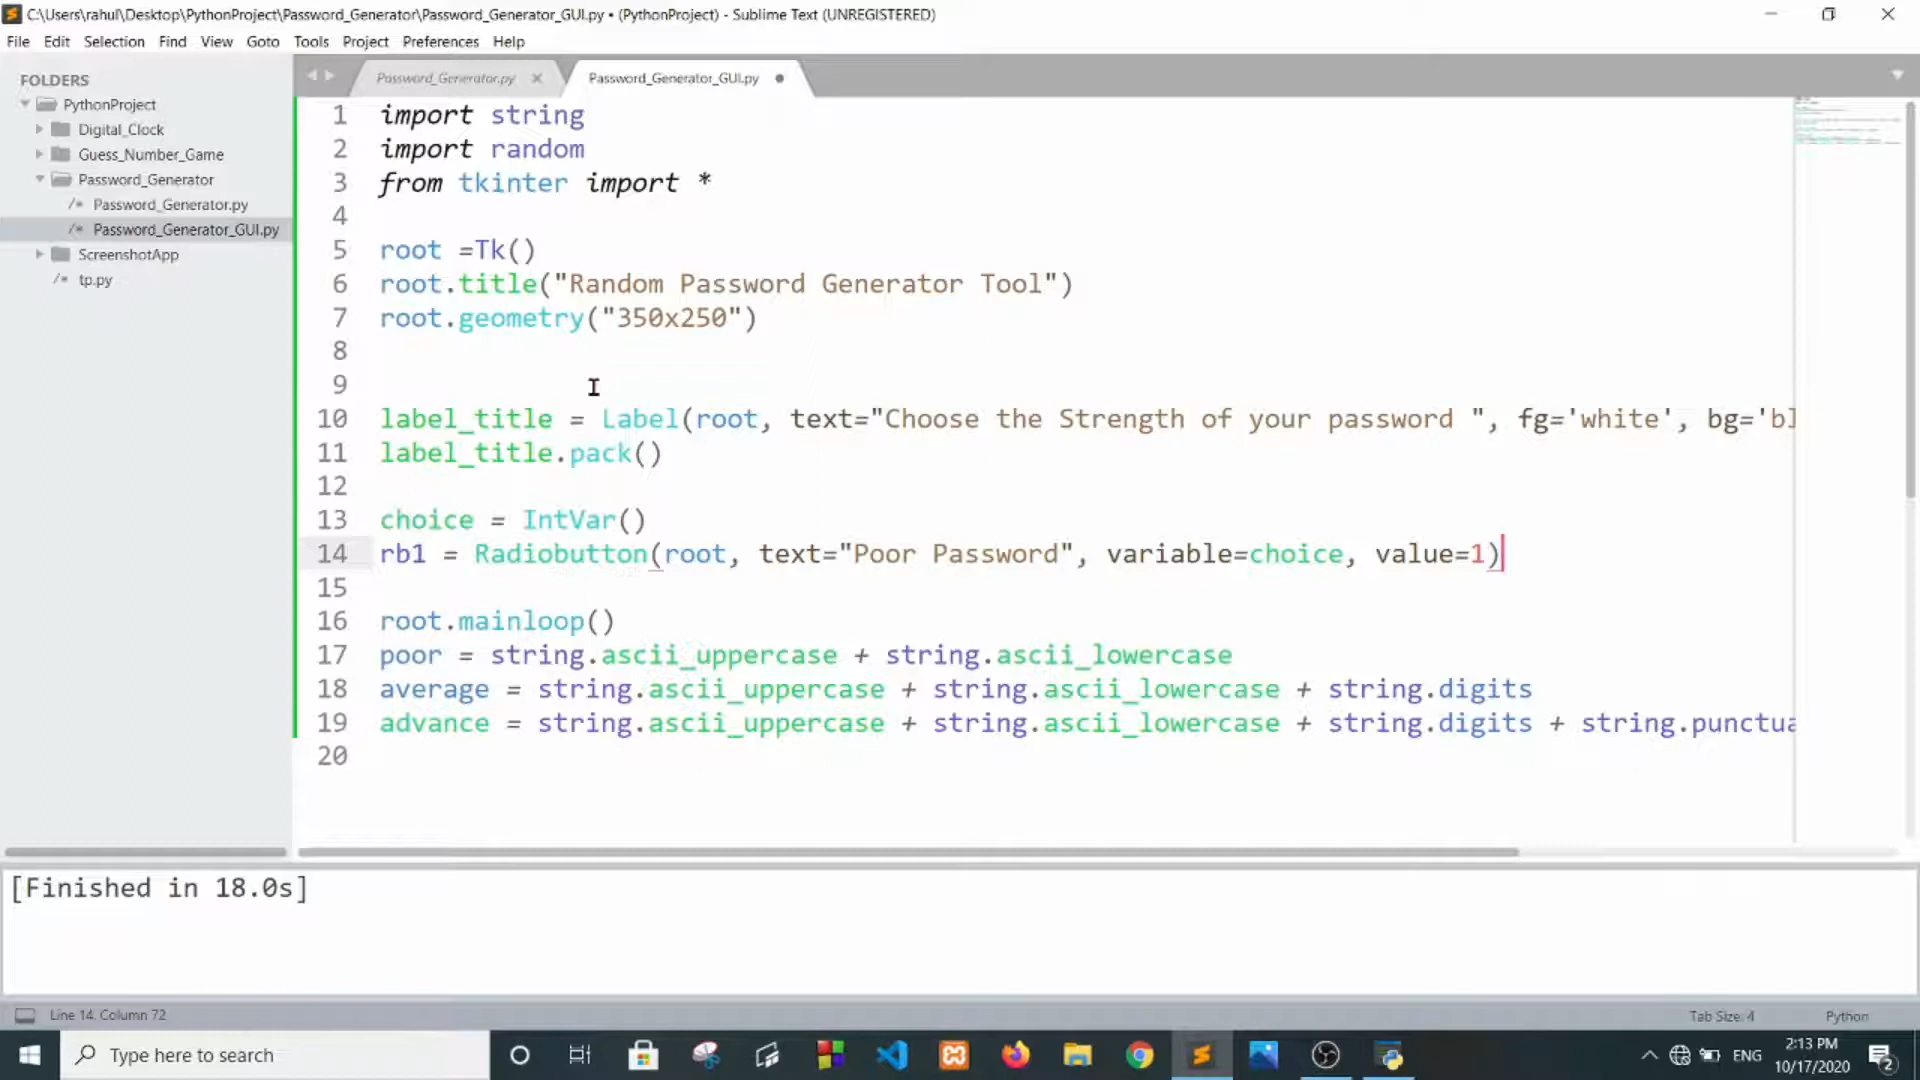 C:\Users\rahul\Desktop\PythonProject\Password_Generator\Password_Generator_GUI.py • (PythonProject) - Sublime Text (UNREGISTERED)
File Edit Selection Find View Goto Tools Project Preferences Help
FOLDERS
PythonProject
Digital_Clock
Guess_Number_Game
Password_Generator
/* Password_Generator.py
/* Password_Generator_GUI.py
ScreenshotApp
/* tp.py
Password_Generator.py × Password_Generator_GUI.py
1 import string
2 import random
3 from tkinter import *
4
5 root =Tk()
6 root.title("Random Password Generator Tool")
7 root.geometry("350x250")
8
9
10 label_title = Label(root, text="Choose the Strength of your password ", fg='white', bg='bl
11 label_title.pack()
12
13 choice = IntVar()
14 rb1 = Radiobutton(root, text="Poor Password", variable=choice, value=1)
15
16 root.mainloop()
17 poor = string.ascii_uppercase + string.ascii_lowercase
18 average = string.ascii_uppercase + string.ascii_lowercase + string.digits
19 advance = string.ascii_uppercase + string.ascii_lowercase + string.digits + string.punctua
20
[Finished in 18.0s]
Line 14, Column 72 Tab Size: 4 Python
Type here to search
ENG
2:13 PM
10/17/2020
2